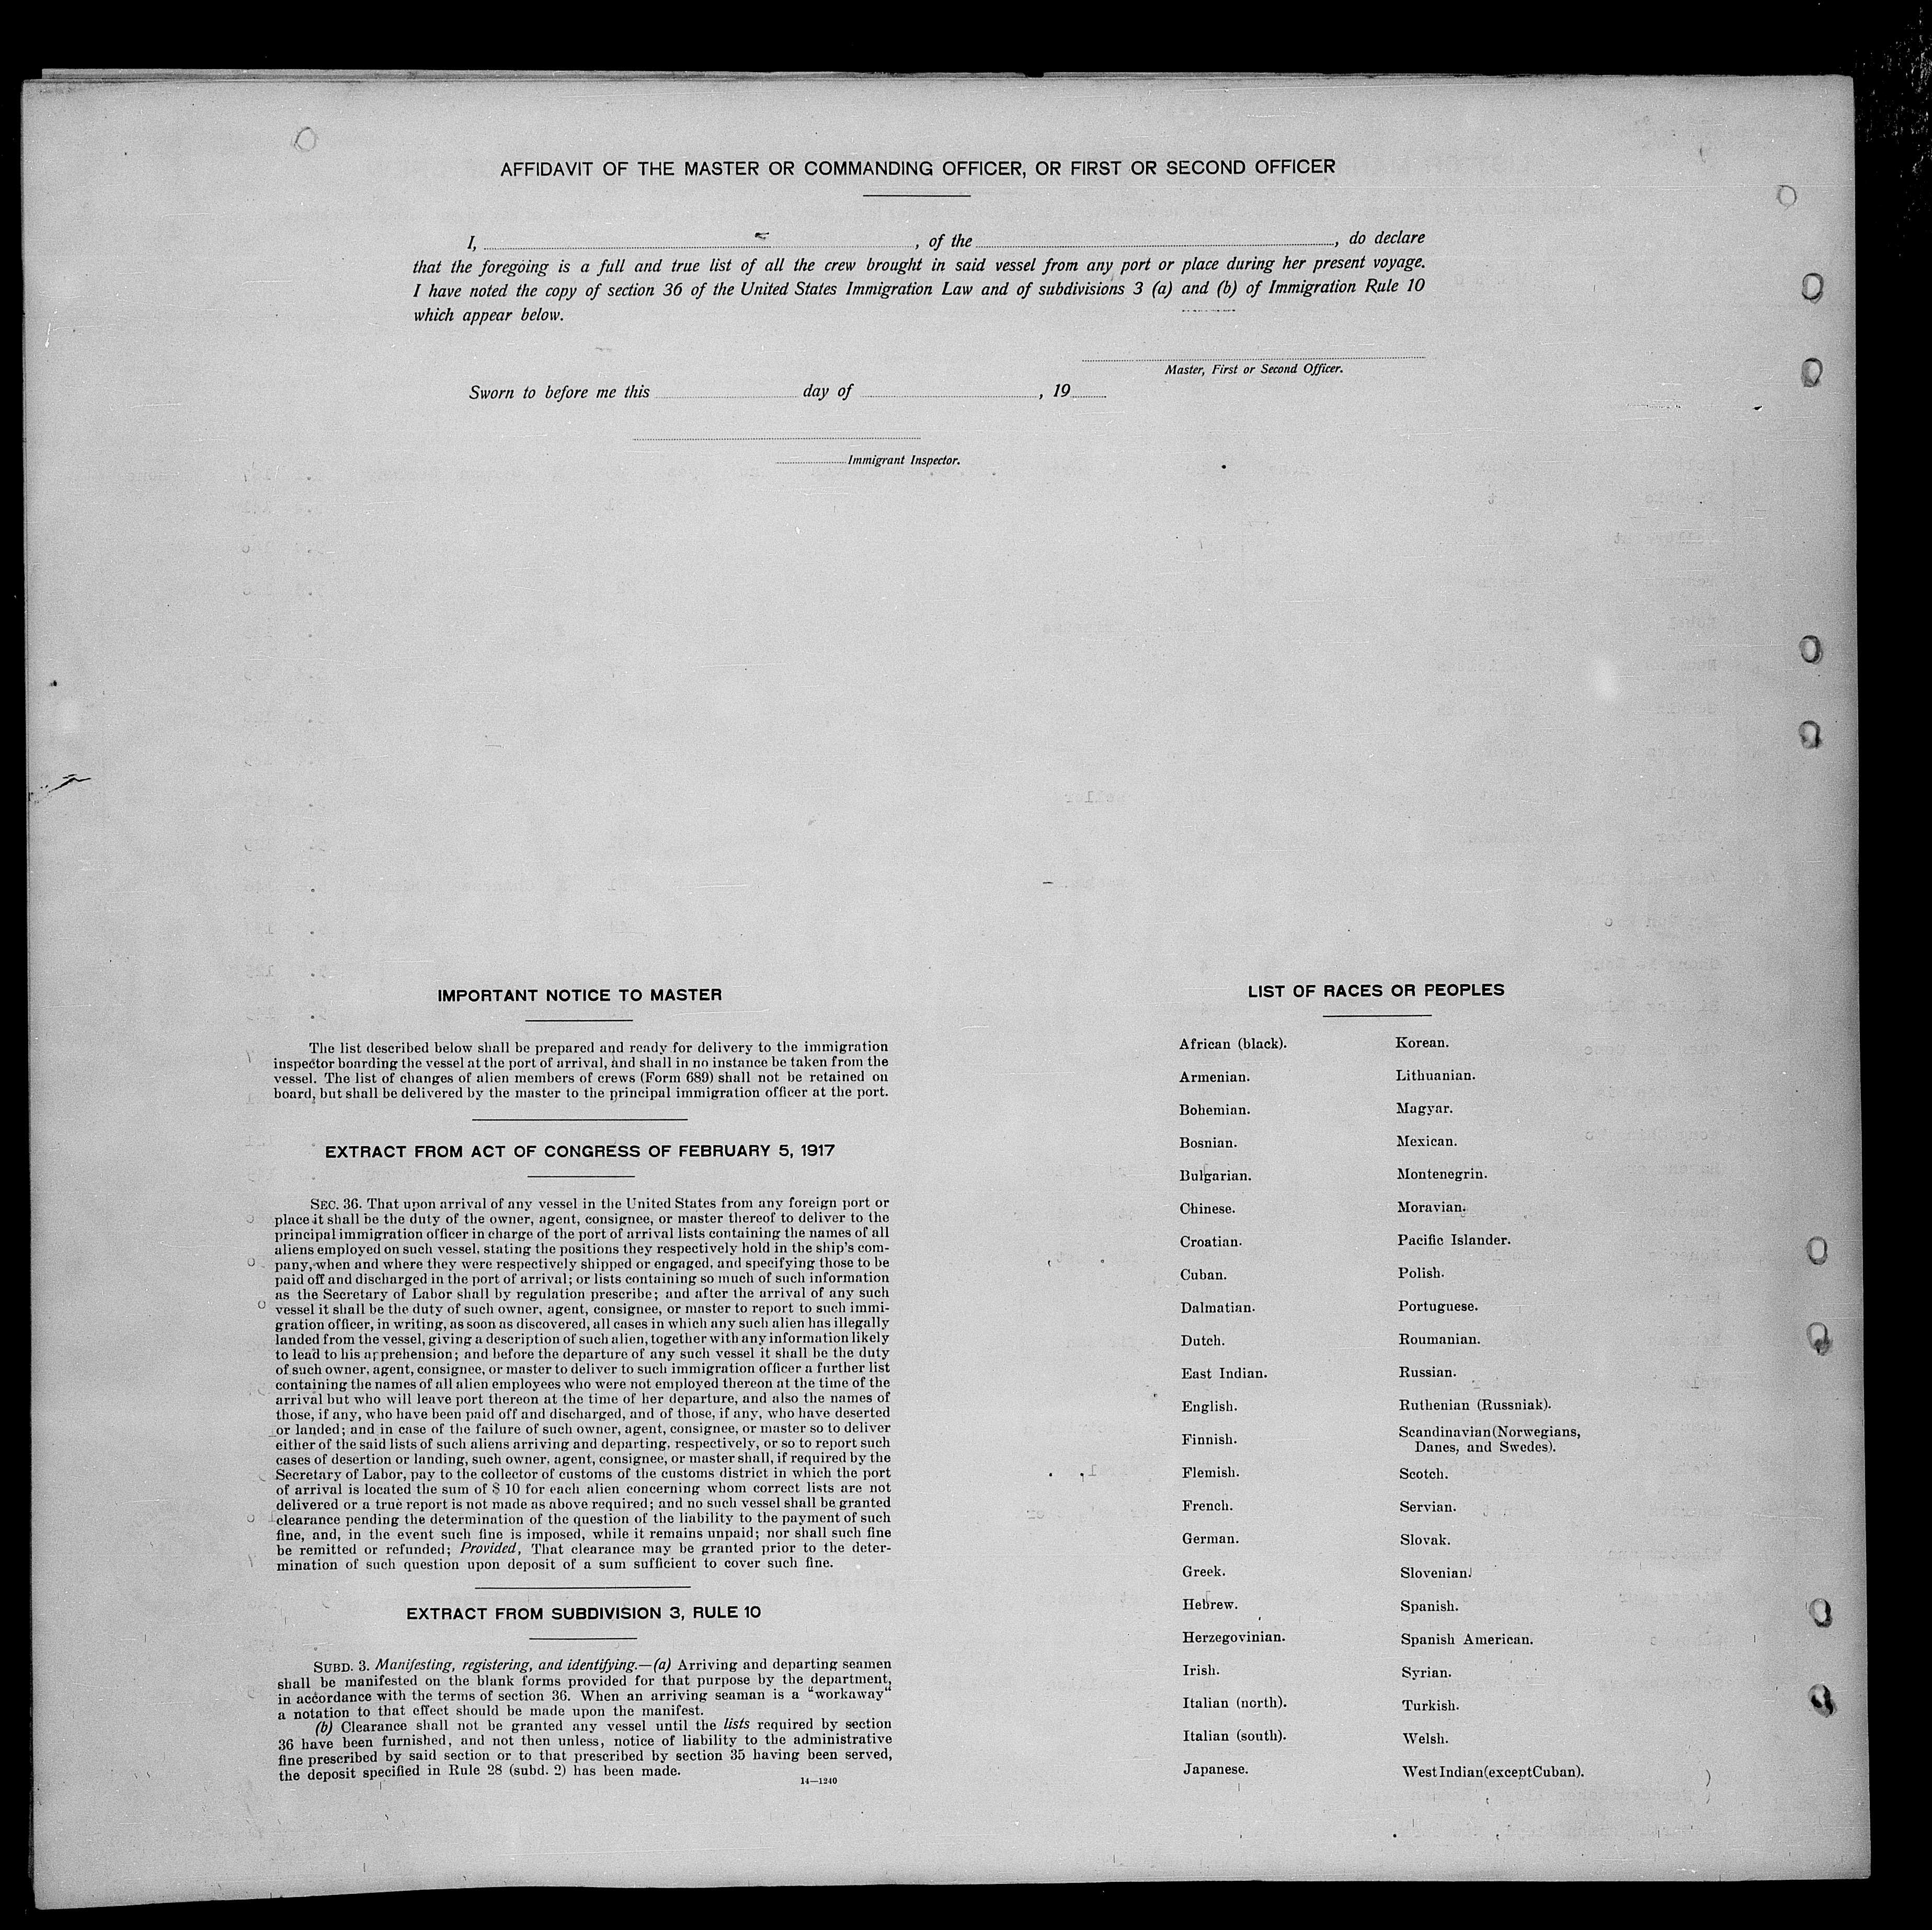 AFFIDAVIT OF THE MASTER OR COMMANDING OFFICER, OR FIRST OR SECOND OFFICER
I, , of the , do declare
that the foregoing is a full and true list of all the crew brought in said vessel from any port or place during her present voyage.
I have noted the copy of section 36 of the United States Immigration Law and of subdivisions 3 (a) and (b) of Immigration Rule 10
which appear below.
Master, First or Second Officer.
Sworn to before me this day of , 19
Immigrant Inspector.
IMPORTANT NOTICE TO MASTER
The list described below shall be prepared and ready for delivery to the immigration
inspector boarding the vessel at the port of arrival, and shall in no instance be taken from the
vessel. The list of changes of alien members of crews (Form 689) shall not be retained on
board, but shall be delivered by the master to the principal immigration officer at the port.
EXTRACT FROM ACT OF CONGRESS OF FEBRUARY 5, 1917
SEC. 36. That upon arrival of any vessel in the United States from any foreign port or
place it shall be the duty of the owner, agent, consignee, or master thereof to deliver to the
principal immigration officer in charge of the port of arrival lists containing the names of all
aliens employed on such vessel, stating the positions they respectively hold in the ship's com-
pany, when and where they were respectively shipped or engaged, and specifying those to be
paid off and discharged in the port of arrival; or lists containing so much of such information
as the Secretary of Labor shall by regulation prescribe; and after the arrival of any such
vessel it shall be the duty of such owner, agent, consignee, or master to report to such immi-
gration officer, in writing, as soon as discovered, all cases in which any such alien has illegally
landed from the vessel, giving a description of such alien, together with any information likely
to lead to his apprehension; and before the departure of any such vessel it shall be the duty
of such owner, agent, consignee, or master to deliver to such immigration officer a further list
containing the names of all alien employees who were not employed thereon at the time of the
arrival but who will leave port thereon at the time of her departure, and also the names of
those, if any, who have been paid off and discharged, and of those, if any, who have deserted
or landed; and in case of the failure of such owner, agent, consignee, or master so to deliver
either of the said lists of such aliens arriving and departing, respectively, or so to report such
cases of desertion or landing, such owner, agent, consignee, or master shall, if required by the
Secretary of Labor, pay to the collector of customs of the customs district in which the port
of arrival is located the sum of $ 10 for each alien concerning whom correct lists are not
delivered or a true report is not made as above required; and no such vessel shall be granted
clearance pending the determination of the question of the liability to the payment of such
fine, and, in the event such fine is imposed, while it remains unpaid; nor shall such fine
be remitted or refunded; Provided, That clearance may be granted prior to the deter-
mination of such question upon deposit of a sum sufficient to cover such fine.
EXTRACT FROM SUBDIVISION 3, RULE 10
SUBD. 3. Manifesting, registering, and identifying.—(a) Arriving and departing seamen
shall be manifested on the blank forms provided for that purpose by the department,
in accordance with the terms of section 36. When an arriving seaman is a "workaway"
a notation to that effect should be made upon the manifest.
(b) Clearance shall not be granted any vessel until the lists required by section
36 have been furnished, and not then unless, notice of liability to the administrative
fine prescribed by said section or to that prescribed by section 35 having been served,
the deposit specified in Rule 28 (subd. 2) has been made.
14—1240
LIST OF RACES OR PEOPLES
African (black).
Armenian.
Bohemian.
Bosnian.
Bulgarian.
Chinese.
Croatian.
Cuban.
Dalmatian.
Dutch.
East Indian.
English.
Finnish.
Flemish.
French.
German.
Greek.
Hebrew.
Herzegovinian.
Irish.
Italian (north).
Italian (south).
Japanese.
Korean.
Lithuanian.
Magyar.
Mexican.
Montenegrin.
Moravian.
Pacific Islander.
Polish.
Portuguese.
Roumanian.
Russian.
Ruthenian (Russniak).
Scandinavian (Norwegians,
Danes, and Swedes).
Scotch.
Servian.
Slovak.
Slovenian.
Spanish.
Spanish American.
Syrian.
Turkish.
Welsh.
West Indian (except Cuban).